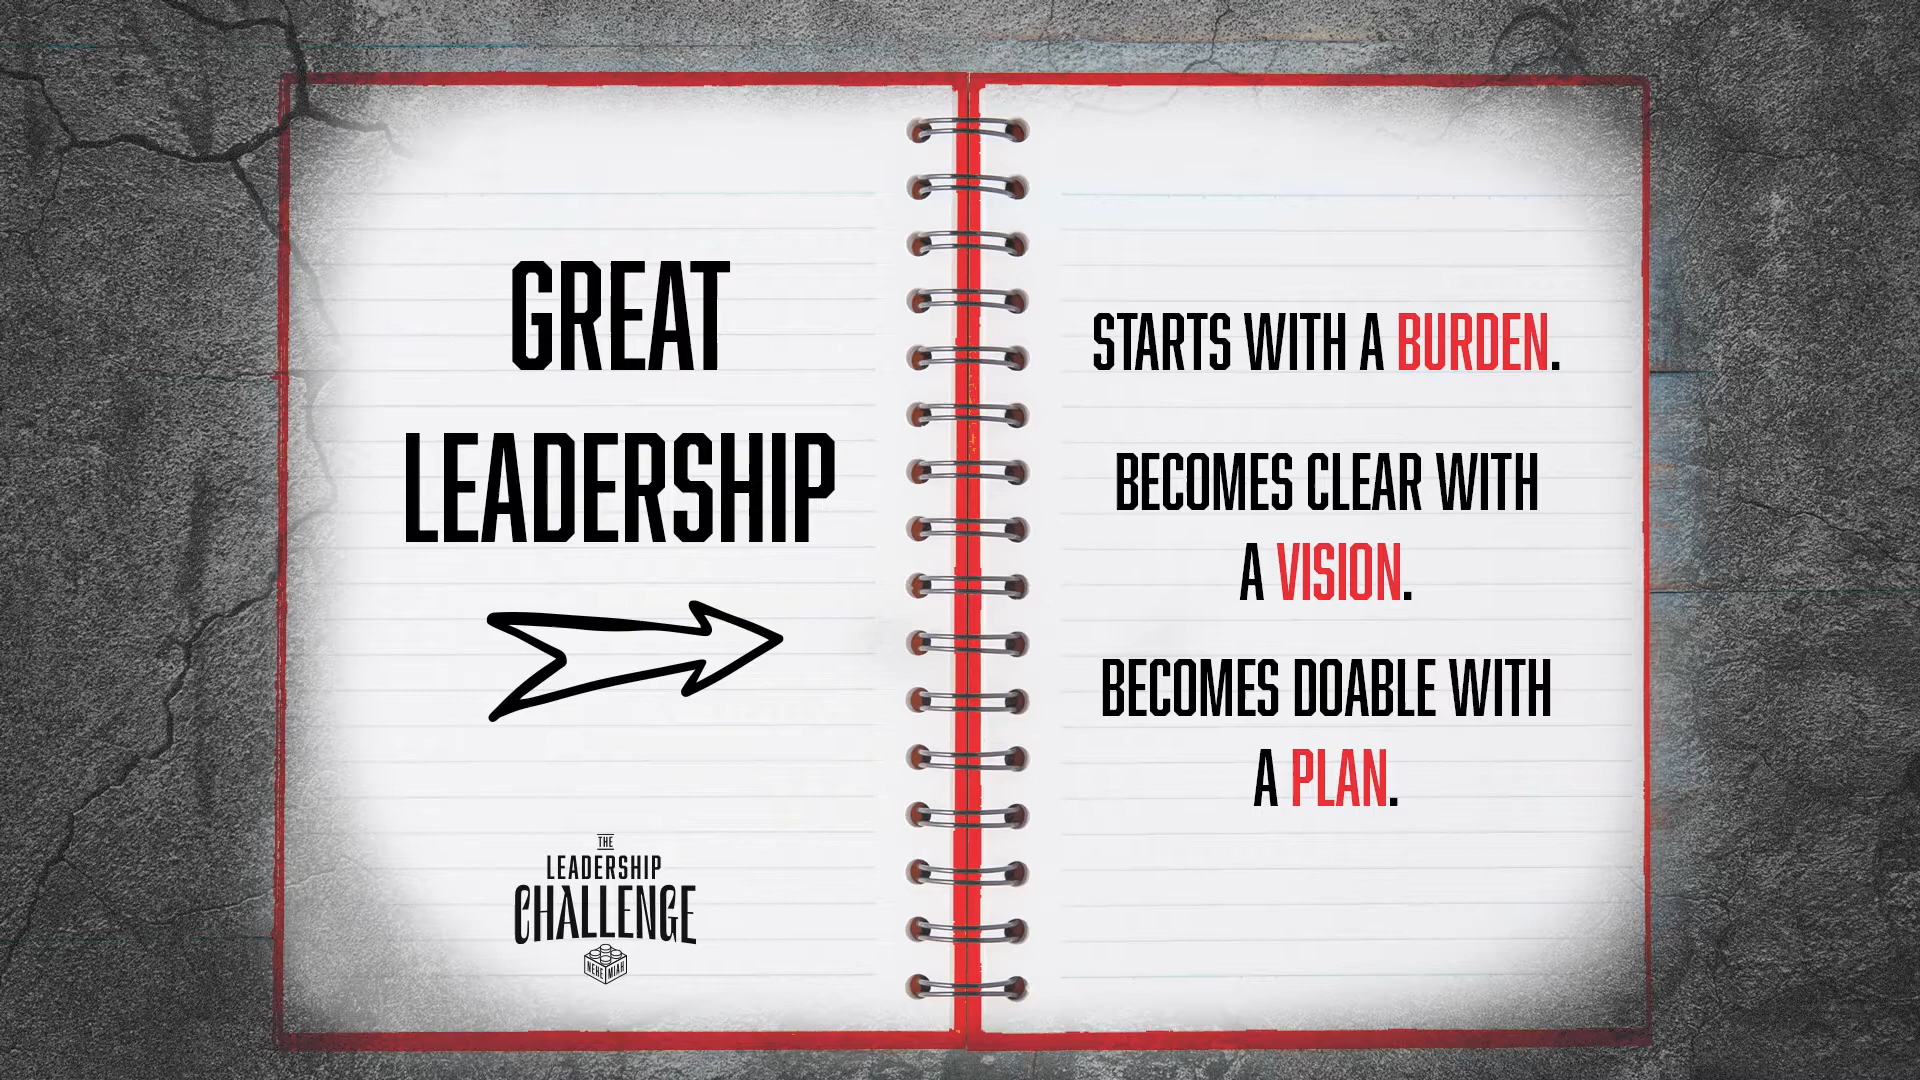 GREAT
LEADERSHIP
THE
LEADERSHIP
CHALLENGE
NEHE MIAH
STARTS WITH A BURDEN.
BECOMES CLEAR WITH
A VISION.
BECOMES DOABLE WITH
A PLAN.